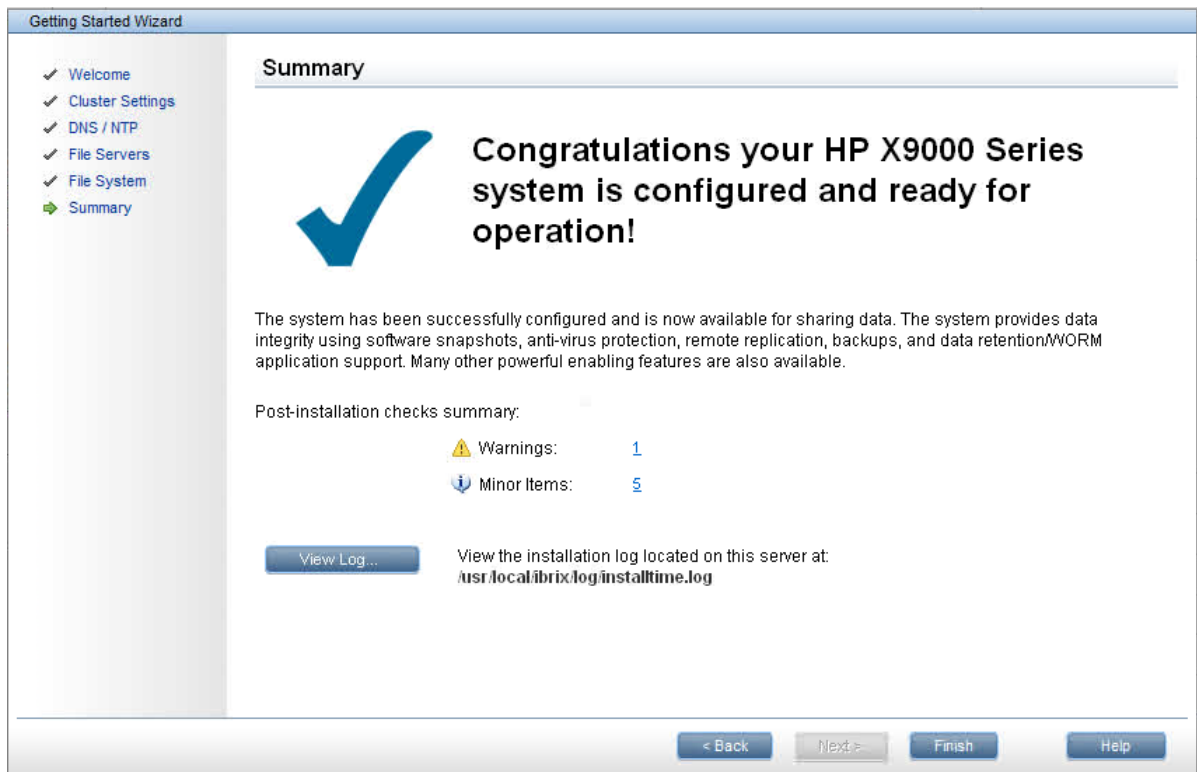 Getting Started Wizard
Welcome
Cluster Settings
DNS / NTP
File Servers
File System
Summary
Summary
Congratulations your HP X9000 Series
system is configured and ready for
operation!
The system has been successfully configured and is now available for sharing data. The system provides data
integrity using software snapshots, anti-virus protection, remote replication, backups, and data retention/WORM
application support. Many other powerful enabling features are also available.
Post-installation checks summary:
Warnings: 1
Minor Items: 5
View Log...
View the installation log located on this server at:
/usr/local/ibrix/log/installtime.log
< Back
Next >
Finish
Help